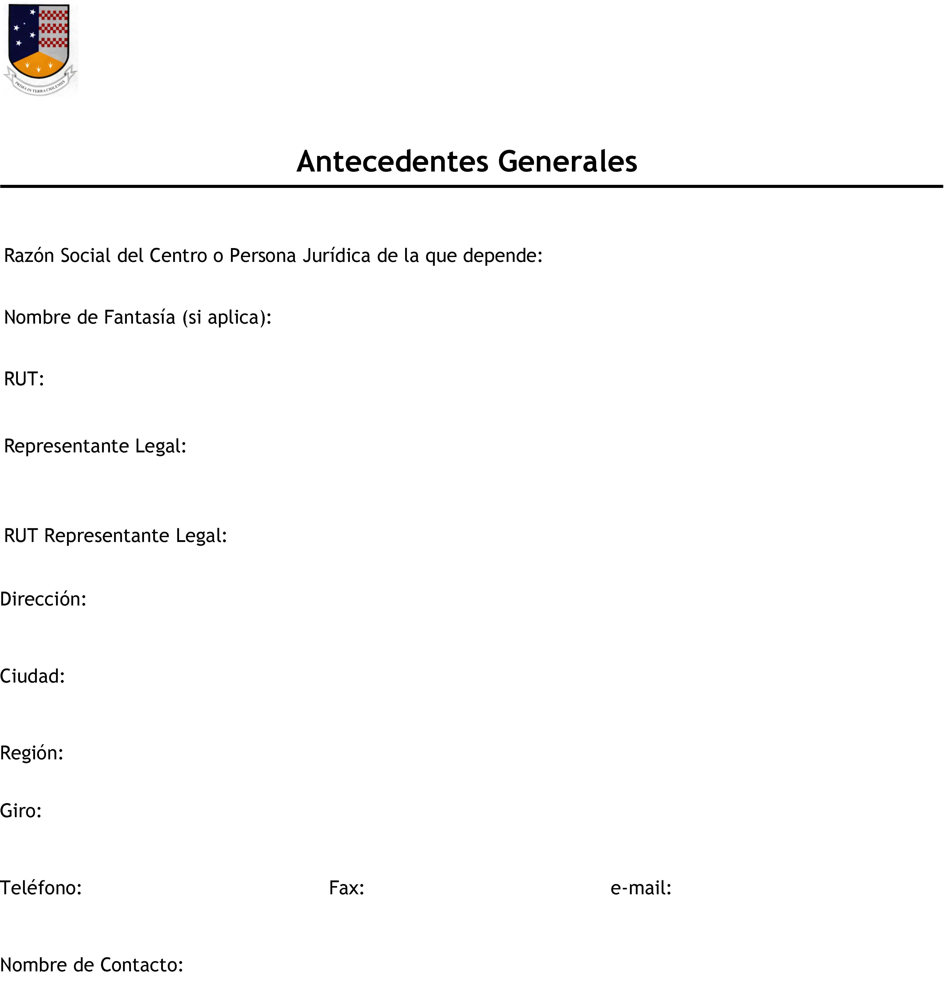 PRIMA IN TERRA CHILENSIS
Antecedentes Generales
Razón Social del Centro o Persona Jurídica de la que depende:
Nombre de Fantasía (si aplica):
RUT:
Representante Legal:
RUT Representante Legal:
Dirección:
Ciudad:
Región:
Giro:
Teléfono: Fax: e-mail:
Nombre de Contacto: